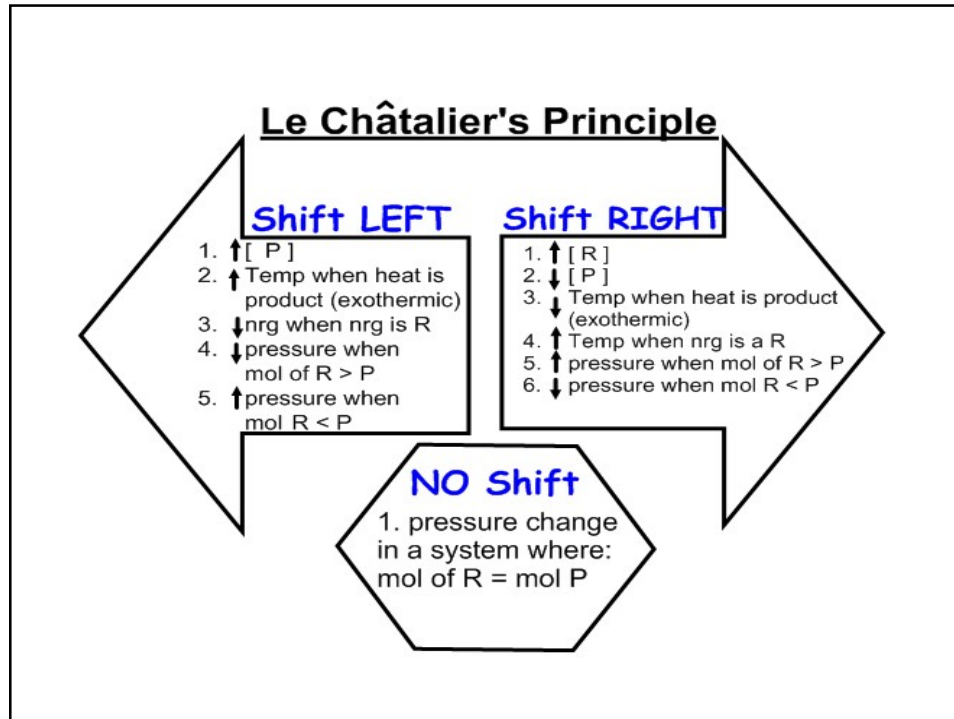 Le Châtalier's Principle
Shift LEFT
1. ↑[ P ]
2. ↑ Temp when heat is
product (exothermic)
3. ↓nrg when nrg is R
4. ↓pressure when
mol of R > P
5. ↑pressure when
mol R < P
Shift RIGHT
1. ↑ [ R ]
2. ↓ [ P ]
3. ↓ Temp when heat is product
(exothermic)
4. ↑ Temp when nrg is a R
5. ↑ pressure when mol of R > P
6. ↓ pressure when mol R < P
NO Shift
1. pressure change
in a system where:
mol of R = mol P